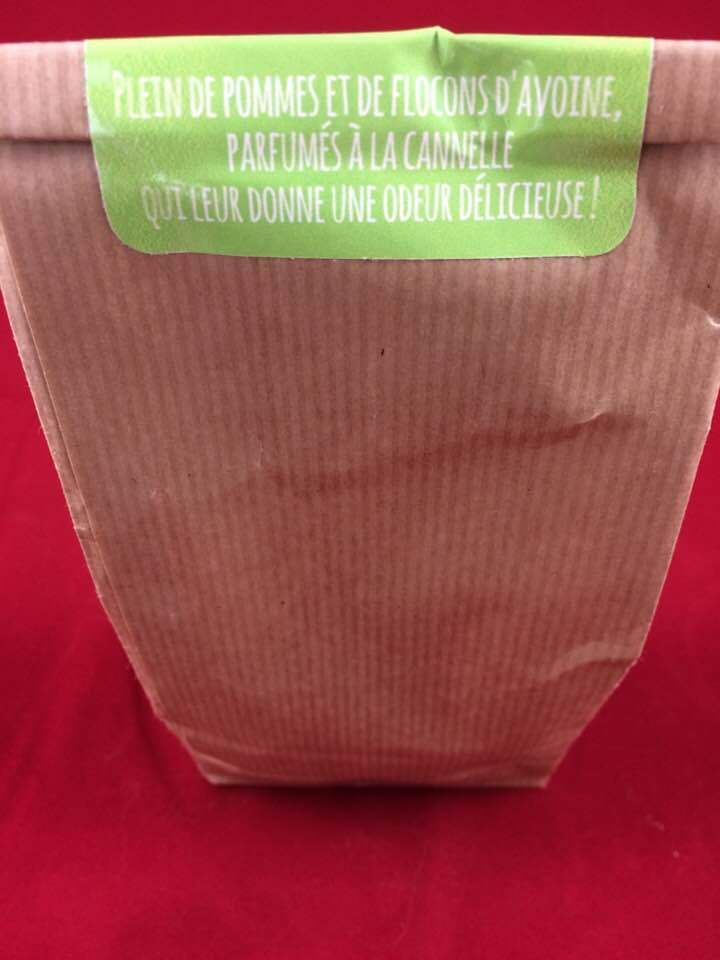 PLEIN DE POMMES ET DE FLOCONS D'AVOINE,
PARFUMÉS À LA CANNELLE
QUI LEUR DONNE UNE ODEUR DÉLICIEUSE !